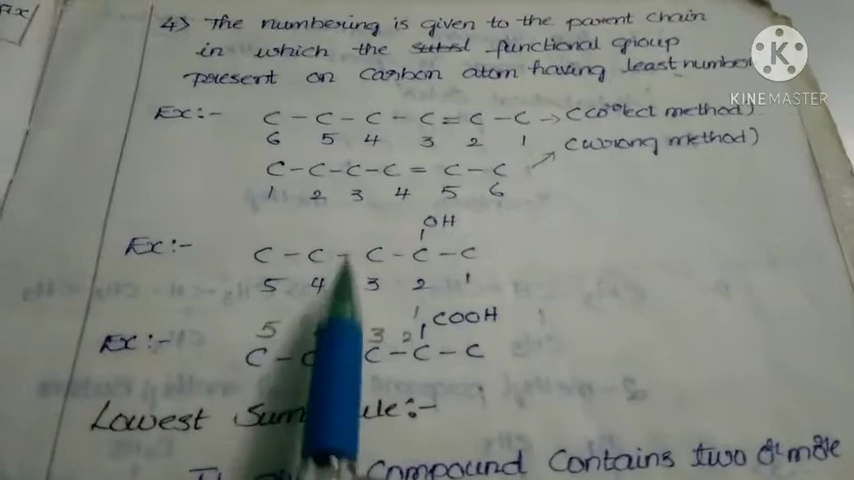 4) The numbering is given to the parent chain
in which the subst functional group
present on carbon atom having least number
KINEMASTER
Ex:- C - C - C - C = C - C → (correct method)
6 5 4 3 2 1
(wrong method)
C - C - C - C = C - C
1 2 3 4 5 6
OH
Ex:- C - C - C - C - C
5 4 3 2 1
1 COOH
5 3 2
Ex:- C - C C - C - C
Lowest Sum Rule:-
compound contains two or more